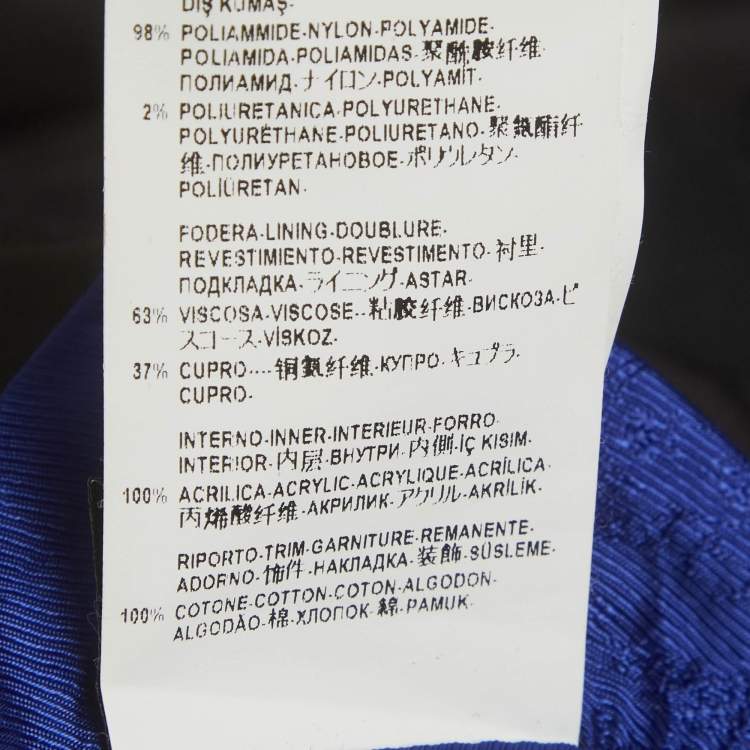 DIŞ KUMAŞ-
98% POLIAMMIDE-NYLON-POLYAMIDE-
POLIAMIDA-POLIAMIDAS-聚酰胺纤维-
ПОЛИАМИД-ナイロン-POLYAMİT-
2% POLIURETANICA-POLYURETHANE-
POLYURÉTHANE-POLIURETANO-聚氨酯纤
维-ПОЛИУРЕТАНОВОЕ-ポリウレタン-
POLİÜRETAN-
FODERA-LINING-DOUBLURE-
REVESTIMIENTO-REVESTIMENTO-衬里-
ПОДКЛАДКА-ライニング-ASTAR-
63% VISCOSA-VISCOSE--粘胶纤维-ВИСКОЗА-ビ
スコース-VİSKOZ-
37% CUPRO----铜氨纤维-КУПРО-キュプラ-
CUPRO-
INTERNO-INNER-INTERIEUR-FORRO-
INTERIOR-内层-ВНУТРИ-内側-İÇ KISIM-
100% ACRILICA-ACRYLIC-ACRYLIQUE-ACRÍLICA-
丙烯酸纤维-АКРИЛИК-アクリル-AKRİLİK-
RIPORTO-TRIM-GARNITURE-REMANENTE-
ADORNO-饰件-НАКЛАДКА-装飾-SÜSLEME-
100% COTONE-COTTON-COTON-ALGODON-
ALGODÃO-棉-ХЛОПОК-綿-PAMUK-